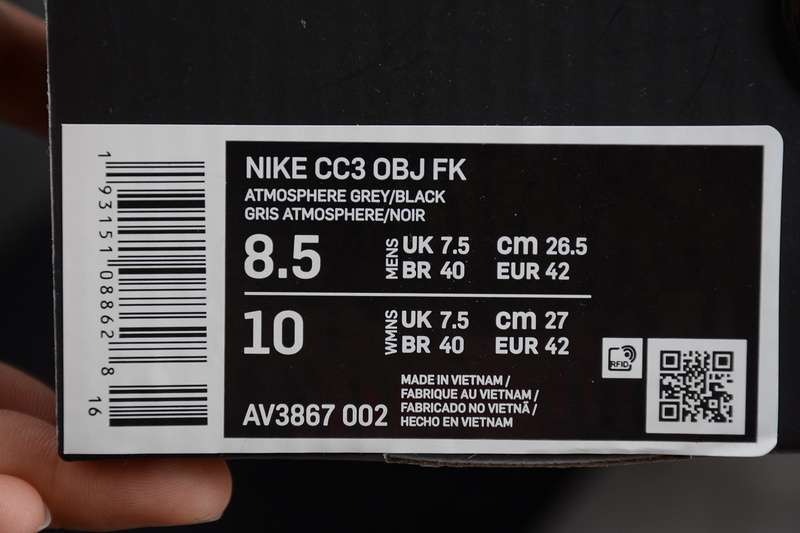 1 93151 08862 8
16
NIKE CC3 OBJ FK
ATMOSPHERE GREY/BLACK
GRIS ATMOSPHERE/NOIR
8.5 MENS UK 7.5 cm 26.5
BR 40 EUR 42
10 WMNS UK 7.5 cm 27
BR 40 EUR 42
RFID
AV3867 002
MADE IN VIETNAM /
FABRIQUE AU VIETNAM /
FABRICADO NO VIETNÃ /
HECHO EN VIETNAM